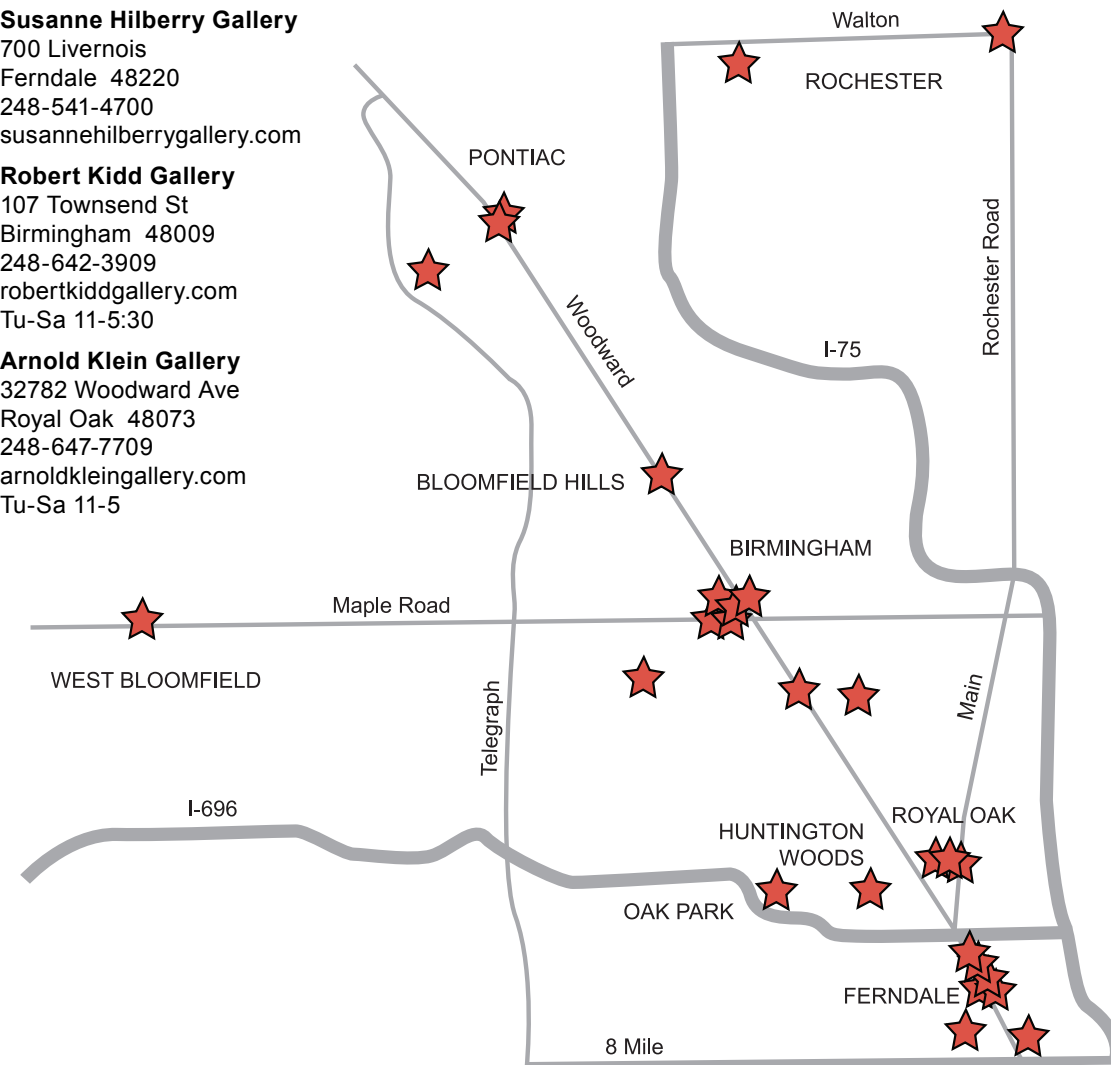 Susanne Hilberry Gallery
700 Livernois
Ferndale 48220
248-541-4700
susannehilberrygallery.com
Robert Kidd Gallery
107 Townsend St
Birmingham 48009
248-642-3909
robertkiddgallery.com
Tu-Sa 11-5:30
Arnold Klein Gallery
32782 Woodward Ave
Royal Oak 48073
248-647-7709
arnoldkleingallery.com
Tu-Sa 11-5
Walton
ROCHESTER
PONTIAC
Rochester Road
Woodward
I-75
BLOOMFIELD HILLS
BIRMINGHAM
Maple Road
WEST BLOOMFIELD
Telegraph
Main
I-696
ROYAL OAK
HUNTINGTON
WOODS
OAK PARK
FERNDALE
8 Mile